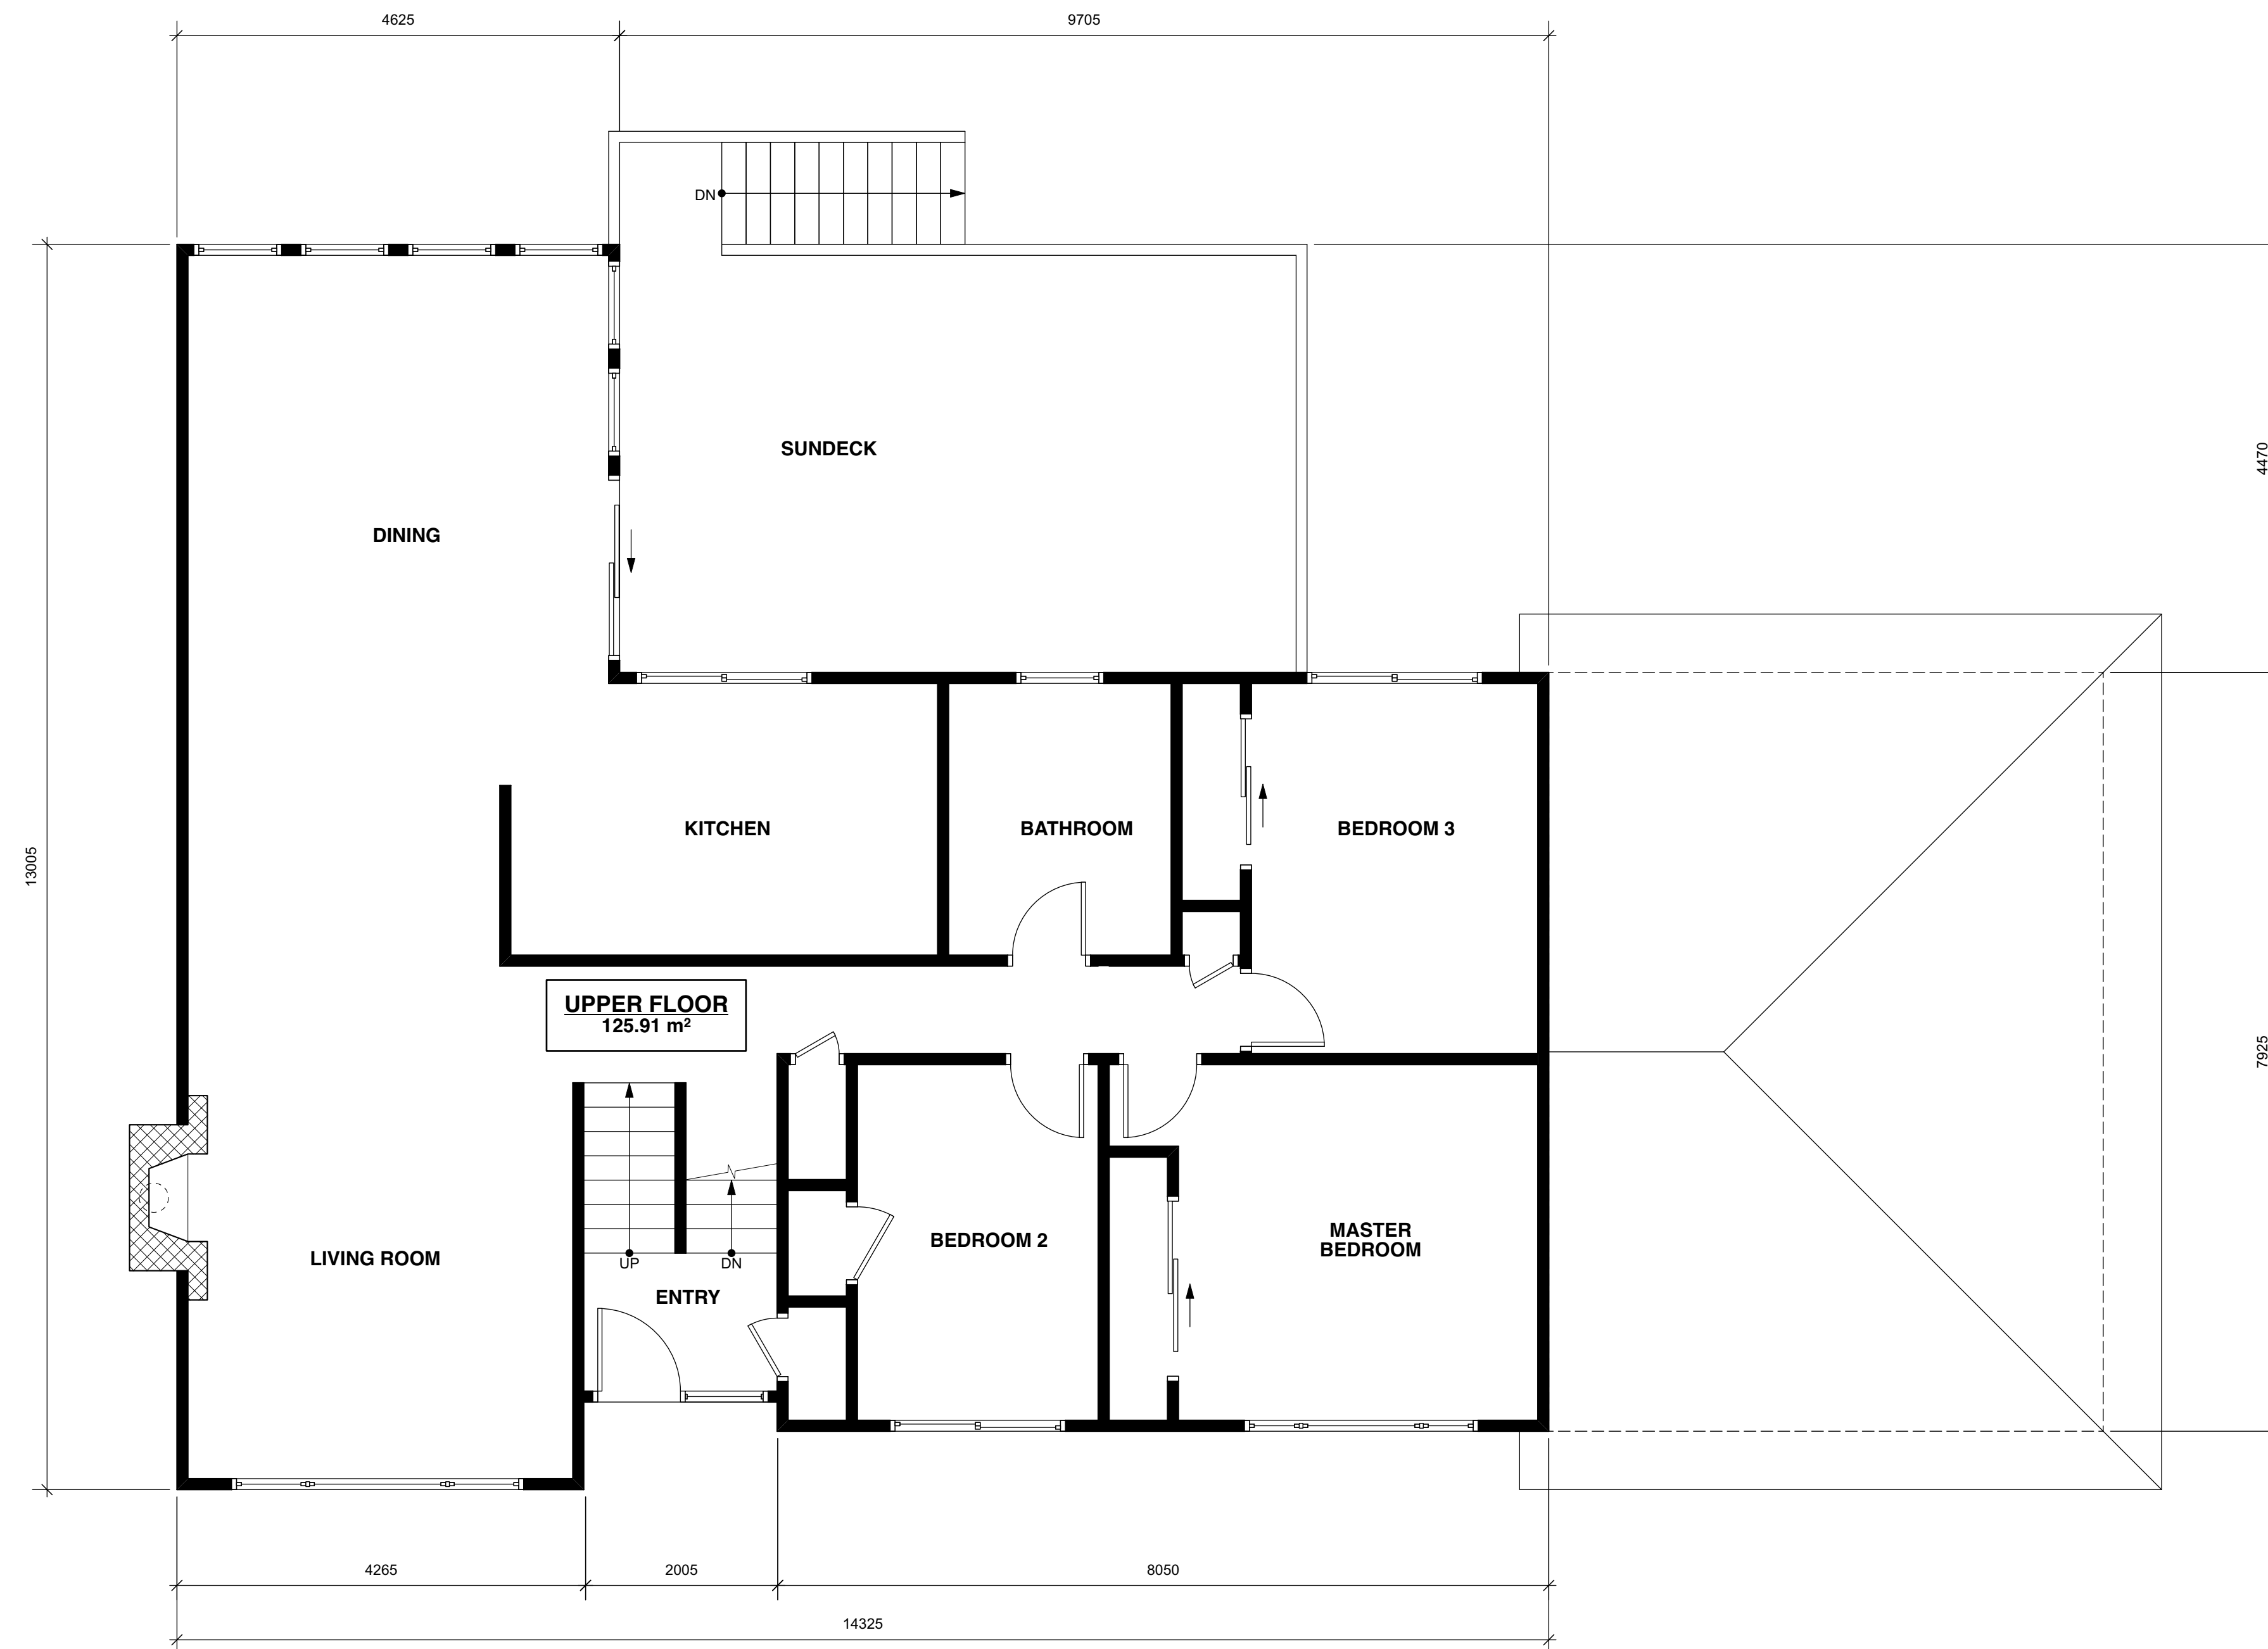 4625
9705
DN
SUNDECK
4470
DINING
KITCHEN
BATHROOM
BEDROOM 3
13005
UPPER FLOOR
125.91 m²
7925
BEDROOM 2
MASTER
BEDROOM
LIVING ROOM
UP
DN
ENTRY
4265
2005
8050
14325